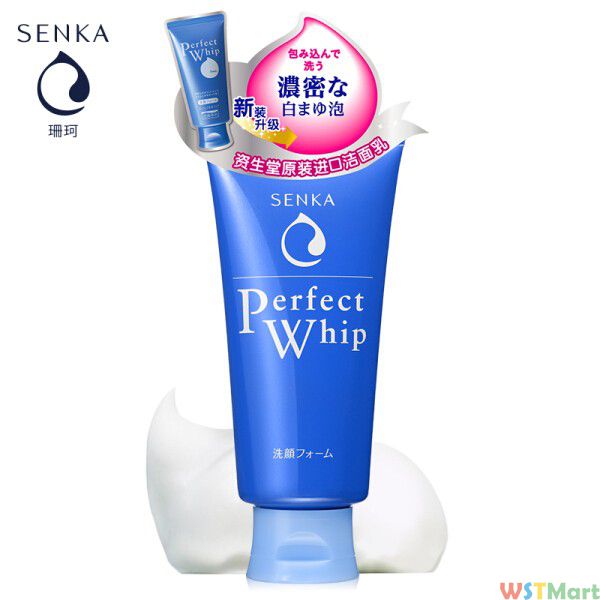 SENKA
珊珂
Perfect
Whip
包み込んで
洗う
濃密な
白まゆ泡
新装
升级
资生堂原装进口洁面乳
SENKA
Perfect
Whip
洗顔フォーム
WSTMart